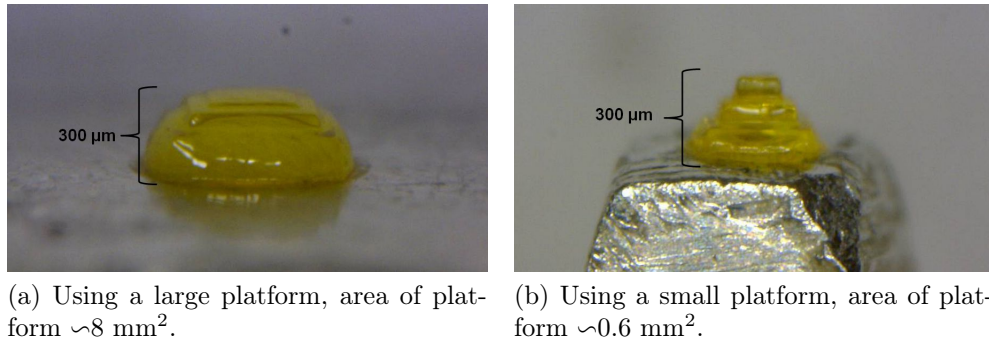 300 µm
300 µm
(a) Using a large platform, area of plat-
form ∽8 mm².
(b) Using a small platform, area of plat-
form ∽0.6 mm².